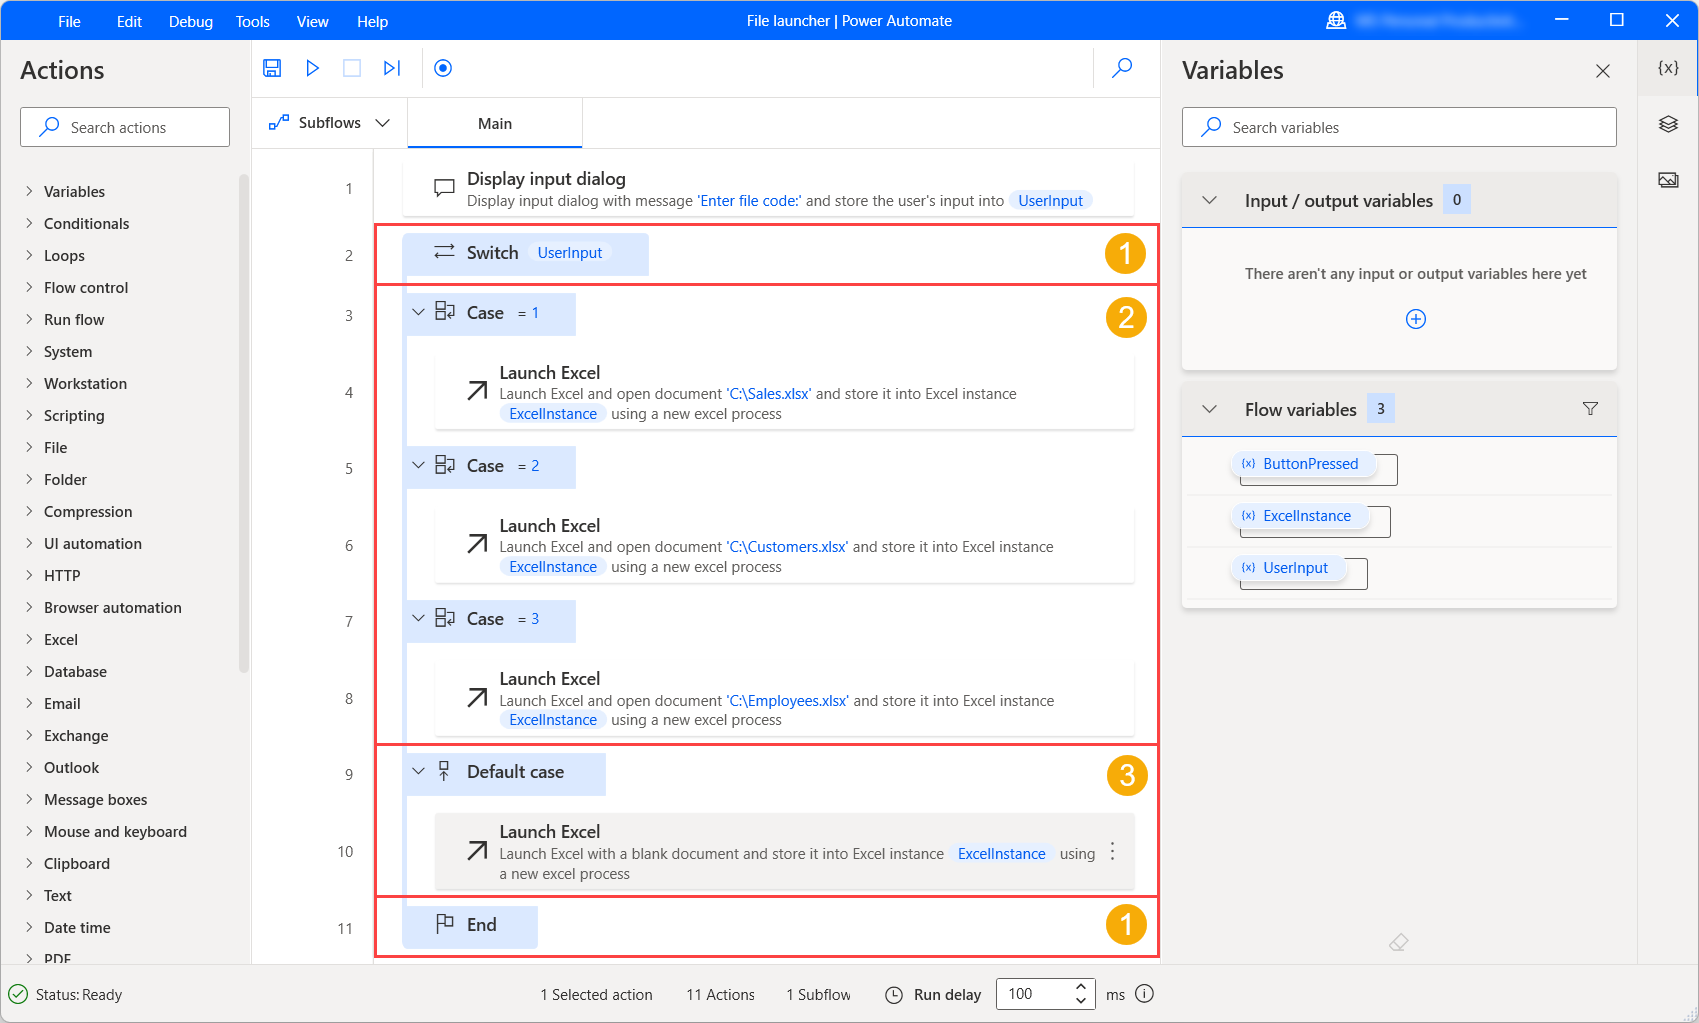 File Edit Debug Tools View Help
File launcher | Power Automate
Actions
Search actions
Variables
Conditionals
Loops
Flow control
Run flow
System
Workstation
Scripting
File
Folder
Compression
UI automation
HTTP
Browser automation
Excel
Database
Email
Exchange
Outlook
Message boxes
Mouse and keyboard
Clipboard
Text
Date time
PDF
Subflows
Main
1
Display input dialog
Display input dialog with message 'Enter file code:' and store the user's input into UserInput
2
Switch UserInput
1
3
Case = 1
2
4
Launch Excel
Launch Excel and open document 'C:\Sales.xlsx' and store it into Excel instance
ExcelInstance using a new excel process
5
Case = 2
6
Launch Excel
Launch Excel and open document 'C:\Customers.xlsx' and store it into Excel instance
ExcelInstance using a new excel process
7
Case = 3
8
Launch Excel
Launch Excel and open document 'C:\Employees.xlsx' and store it into Excel instance
ExcelInstance using a new excel process
9
Default case
3
10
Launch Excel
Launch Excel with a blank document and store it into Excel instance ExcelInstance using
a new excel process
11
End
1
Variables
{x}
Search variables
Input / output variables 0
There aren't any input or output variables here yet
Flow variables 3
{x} ButtonPressed
{x} ExcelInstance
{x} UserInput
Status: Ready
1 Selected action
11 Actions
1 Subflow
Run delay
100
ms